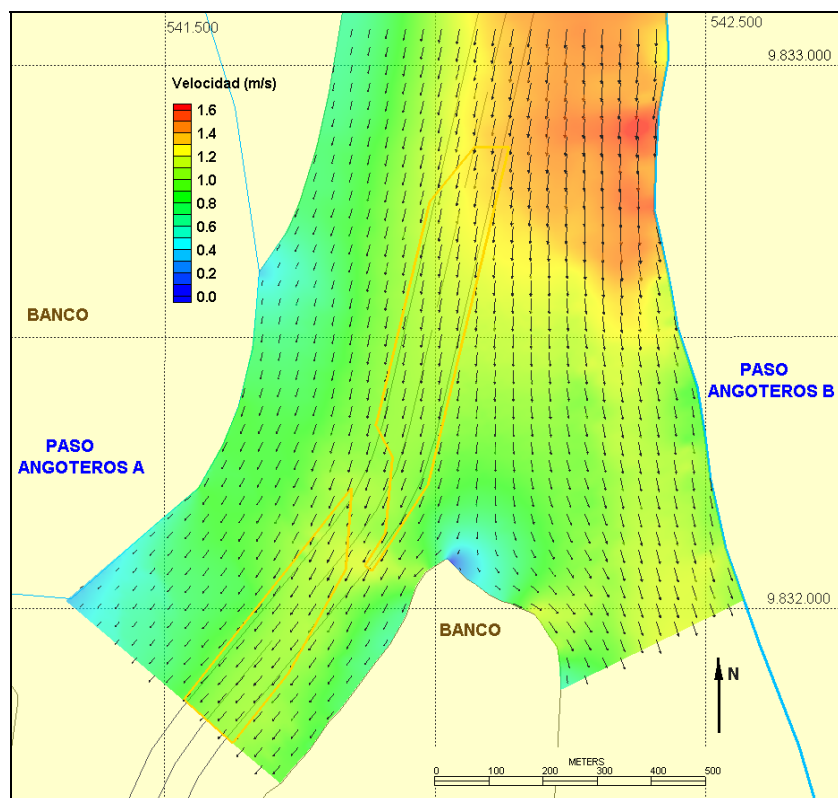 541.500
542.500
9.833.000
Velocidad (m/s)
1.6
1.4
1.2
1.0
0.8
0.6
0.4
0.2
0.0
BANCO
PASO
ANGOTEROS B
PASO
ANGOTEROS A
9.832.000
BANCO
N
METERS
0 100 200 300 400 500